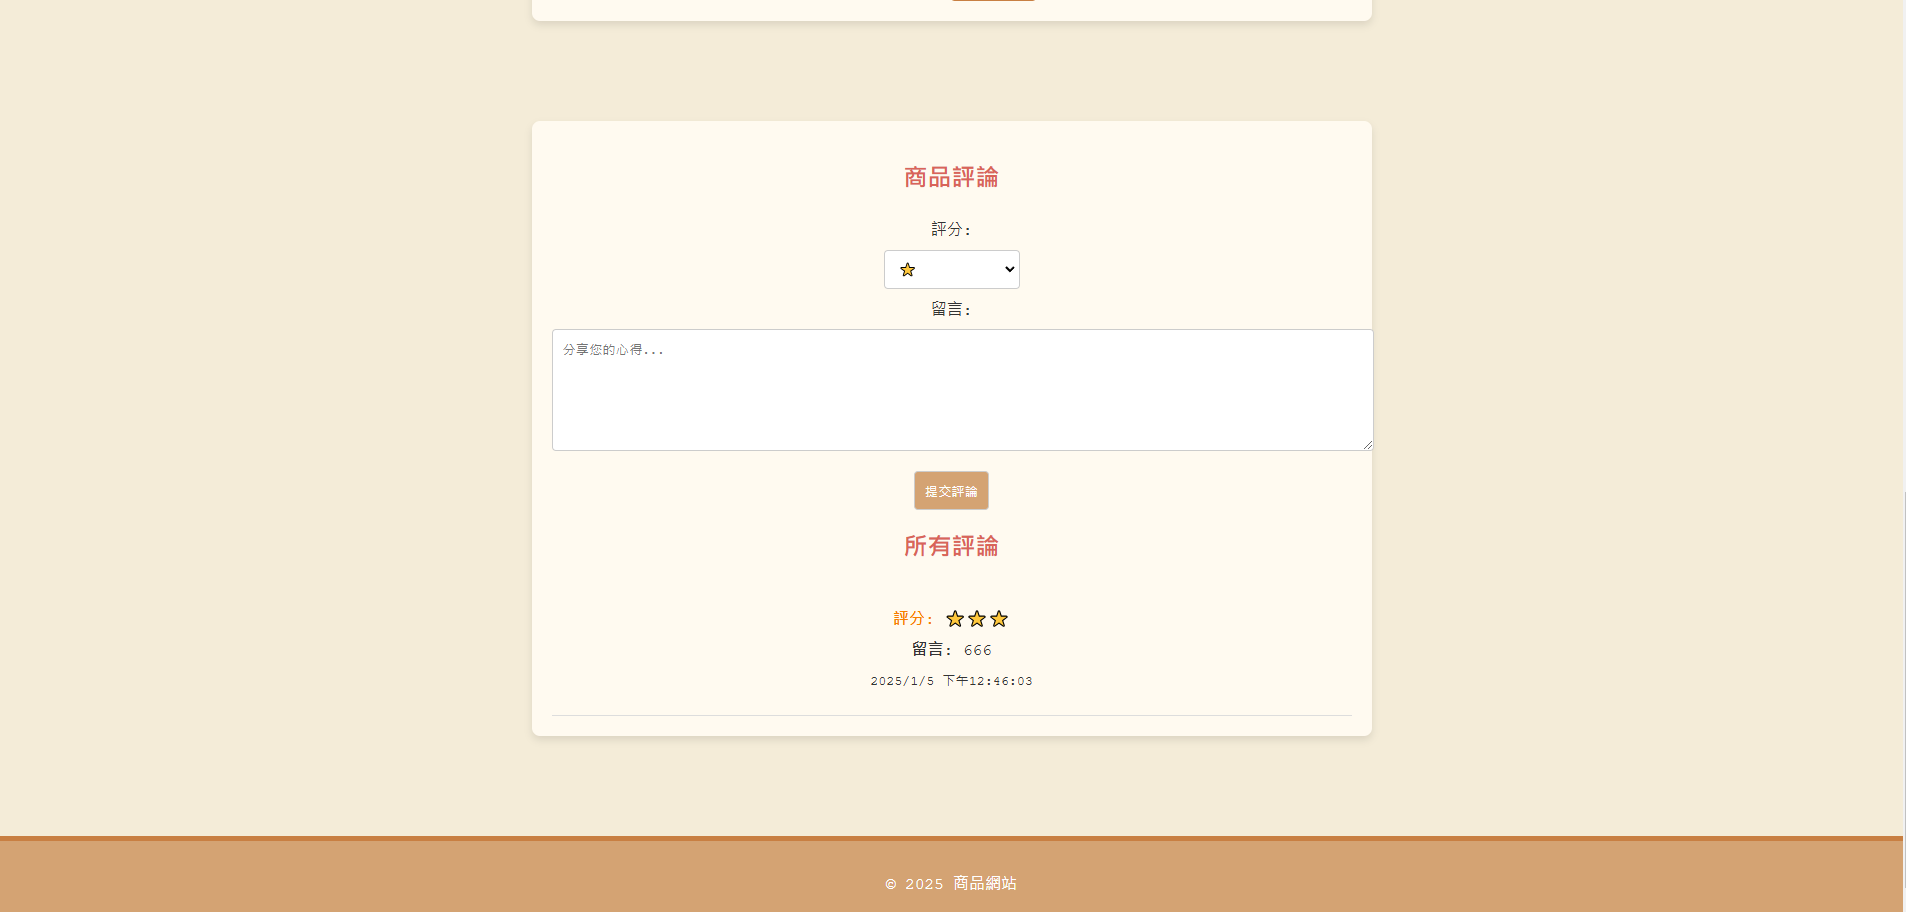 商品評論
評分:
留言:
分享您的心得...
提交評論
所有評論
評分: ⭐⭐⭐
留言: 666
2025/1/5 下午12:46:03
© 2025 商品網站